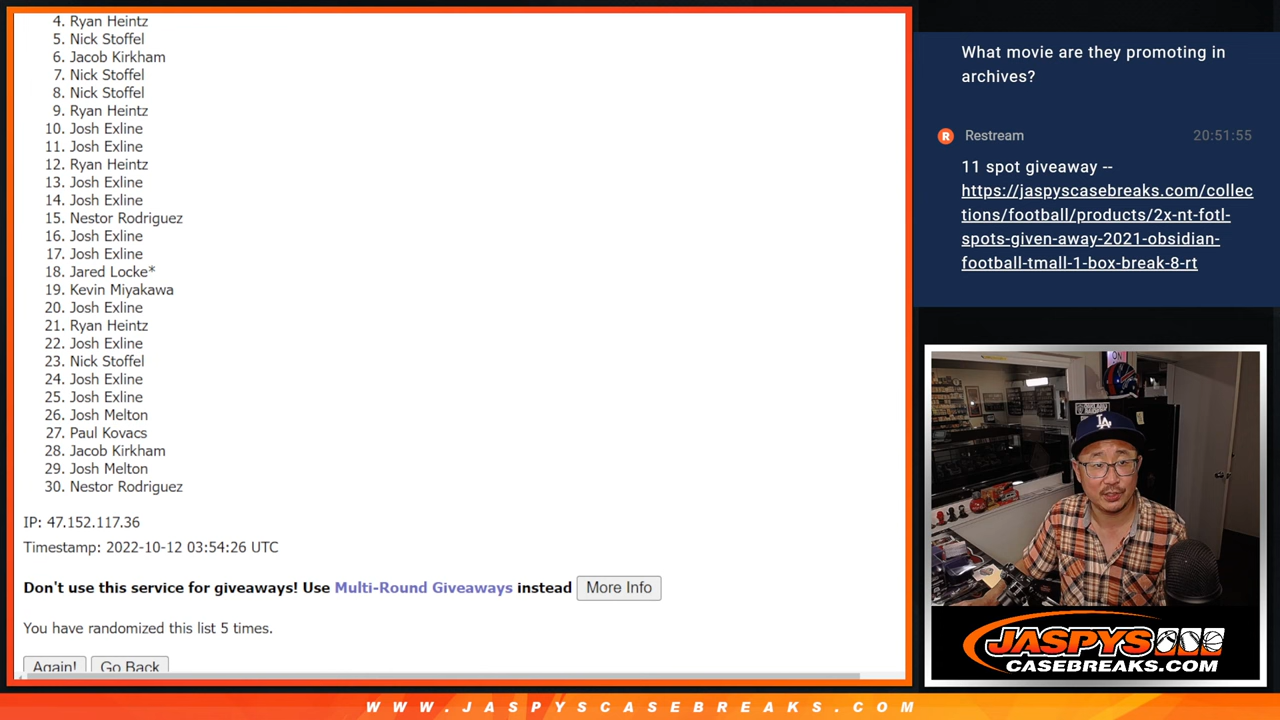 4. Ryan Heintz
5. Nick Stoffel
6. Jacob Kirkham
7. Nick Stoffel
8. Nick Stoffel
9. Ryan Heintz
10. Josh Exline
11. Josh Exline
12. Ryan Heintz
13. Josh Exline
14. Josh Exline
15. Nestor Rodriguez
16. Josh Exline
17. Josh Exline
18. Jared Locke*
19. Kevin Miyakawa
20. Josh Exline
21. Ryan Heintz
22. Josh Exline
23. Nick Stoffel
24. Josh Exline
25. Josh Exline
26. Josh Melton
27. Paul Kovacs
28. Jacob Kirkham
29. Josh Melton
30. Nestor Rodriguez
IP: 47.152.117.36
Timestamp: 2022-10-12 03:54:26 UTC
Don't use this service for giveaways! Use Multi-Round Giveaways instead More Info
You have randomized this list 5 times.
Again! Go Back
What movie are they promoting in
archives?
R Restream 20:51:55
11 spot giveaway --
https://jaspyscasebreaks.com/collec
tions/football/products/2x-nt-fotl-
spots-given-away-2021-obsidian-
football-tmall-1-box-break-8-rt
ON
LA
JASPYS
CASEBREAKS.COM
WWW.JASPYSCASEBREAKS.COM